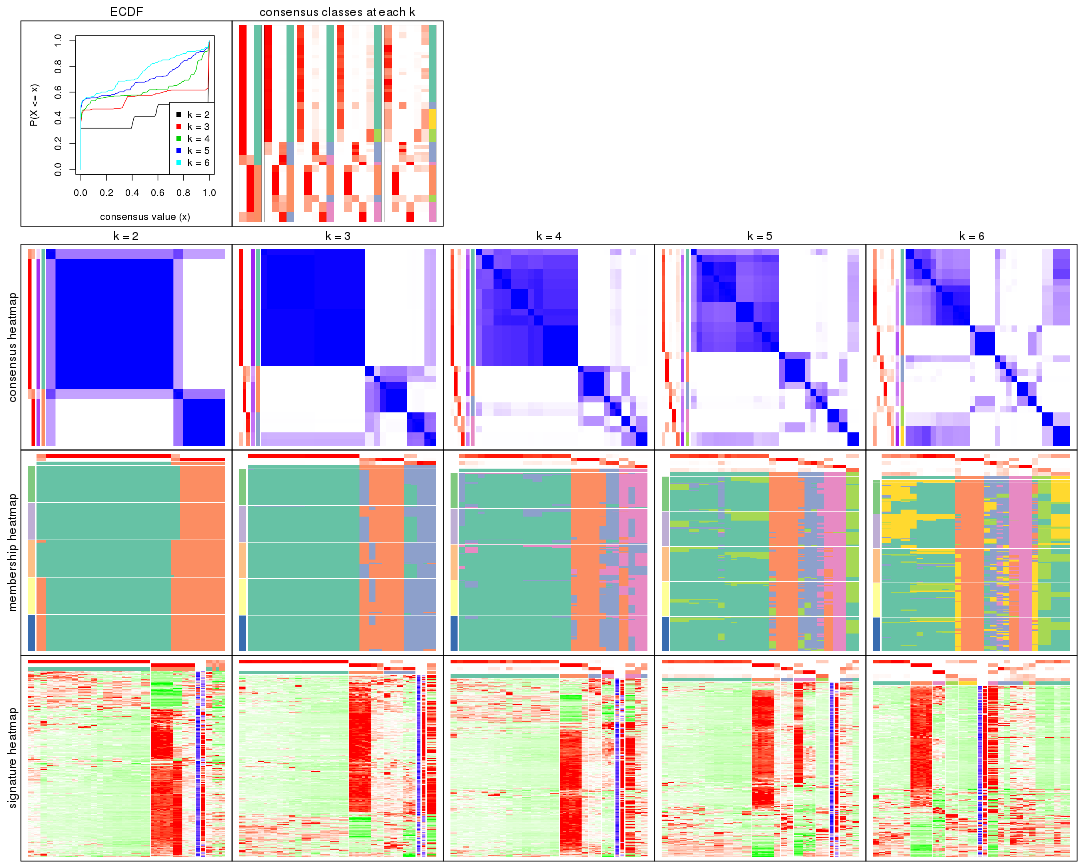 ECDF
consensus classes at each k
P(X <= x)
0.0 0.2 0.4 0.6 0.8 1.0
k = 2
k = 3
k = 4
k = 5
k = 6
0.0 0.2 0.4 0.6 0.8 1.0
consensus value (x)
k = 2
k = 3
k = 4
k = 5
k = 6
consensus heatmap
membership heatmap
signature heatmap